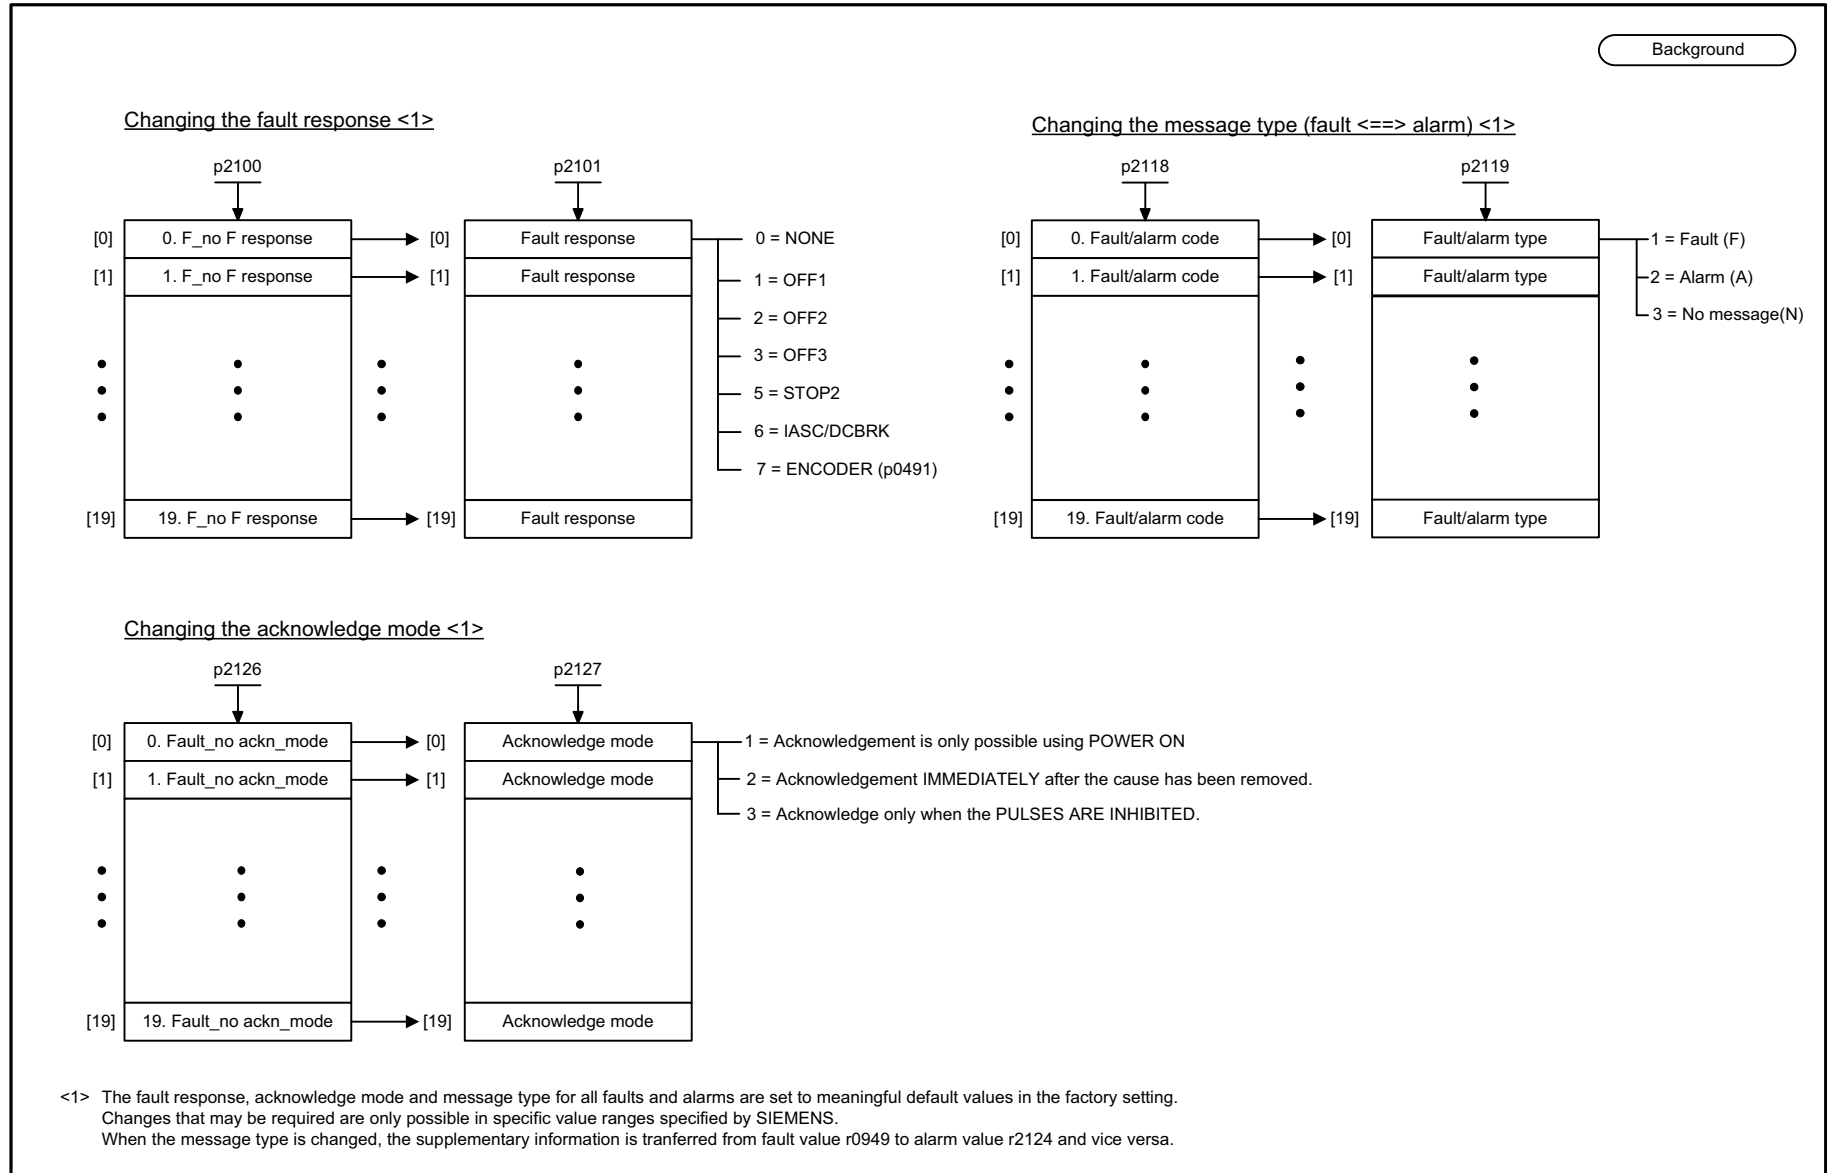 Background
Changing the fault response <1>
p2100
p2101
[0] 0. F_no F response [0] Fault response 0 = NONE
[1] 1. F_no F response [1] Fault response 1 = OFF1
2 = OFF2
3 = OFF3
5 = STOP2
6 = IASC/DCBRK
7 = ENCODER (p0491)
[19] 19. F_no F response [19] Fault response
Changing the message type (fault <==> alarm) <1>
p2118
p2119
[0] 0. Fault/alarm code [0] Fault/alarm type 1 = Fault (F)
[1] 1. Fault/alarm code [1] Fault/alarm type 2 = Alarm (A)
3 = No message(N)
[19] 19. Fault/alarm code [19] Fault/alarm type
Changing the acknowledge mode <1>
p2126
p2127
[0] 0. Fault_no ackn_mode [0] Acknowledge mode 1 = Acknowledgement is only possible using POWER ON
[1] 1. Fault_no ackn_mode [1] Acknowledge mode 2 = Acknowledgement IMMEDIATELY after the cause has been removed.
3 = Acknowledge only when the PULSES ARE INHIBITED.
[19] 19. Fault_no ackn_mode [19] Acknowledge mode
<1> The fault response, acknowledge mode and message type for all faults and alarms are set to meaningful default values in the factory setting.
Changes that may be required are only possible in specific value ranges specified by SIEMENS.
When the message type is changed, the supplementary information is tranferred from fault value r0949 to alarm value r2124 and vice versa.